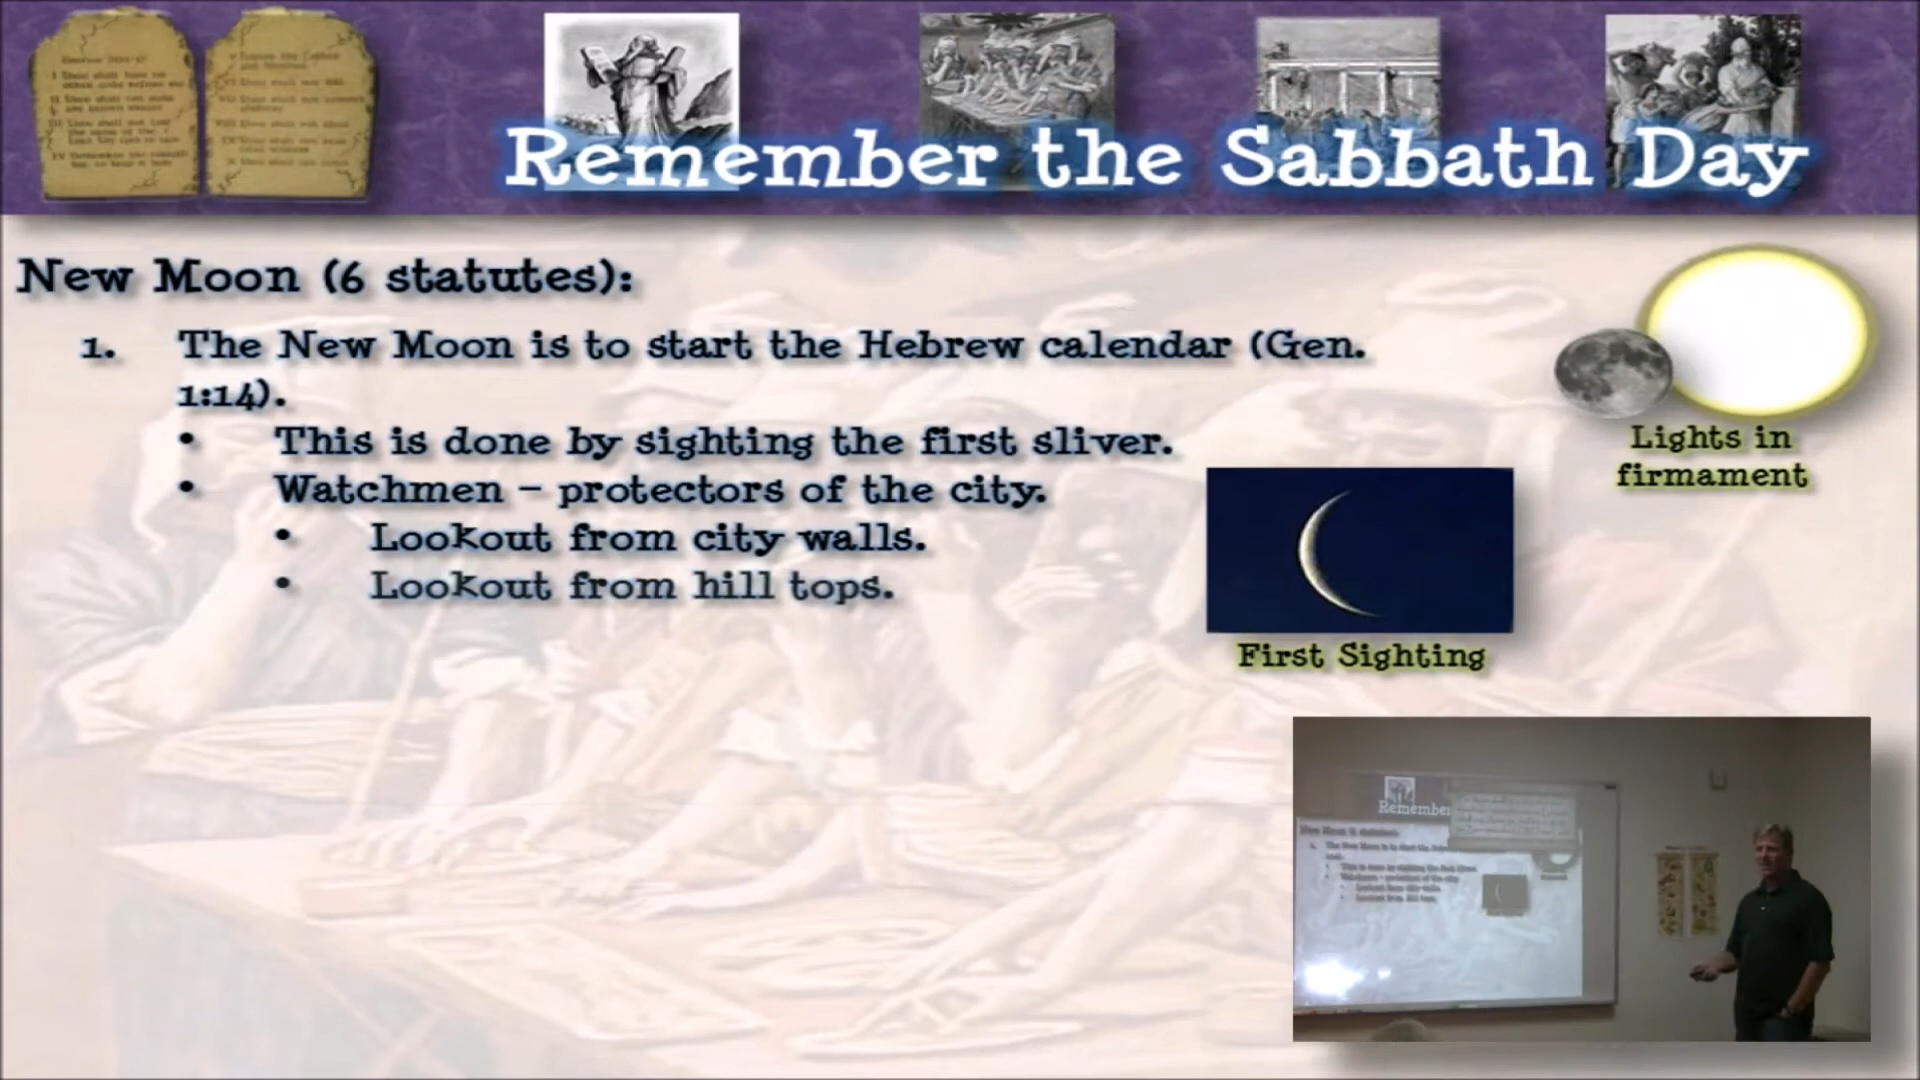 Remember the Sabbath Day
New Moon (6 statutes):
1. The New Moon is to start the Hebrew calendar (Gen.
1:14).
• This is done by sighting the first sliver.
• Watchmen – protectors of the city.
• Lookout from city walls.
• Lookout from hill tops.
Lights in
firmament
First Sighting
Remember